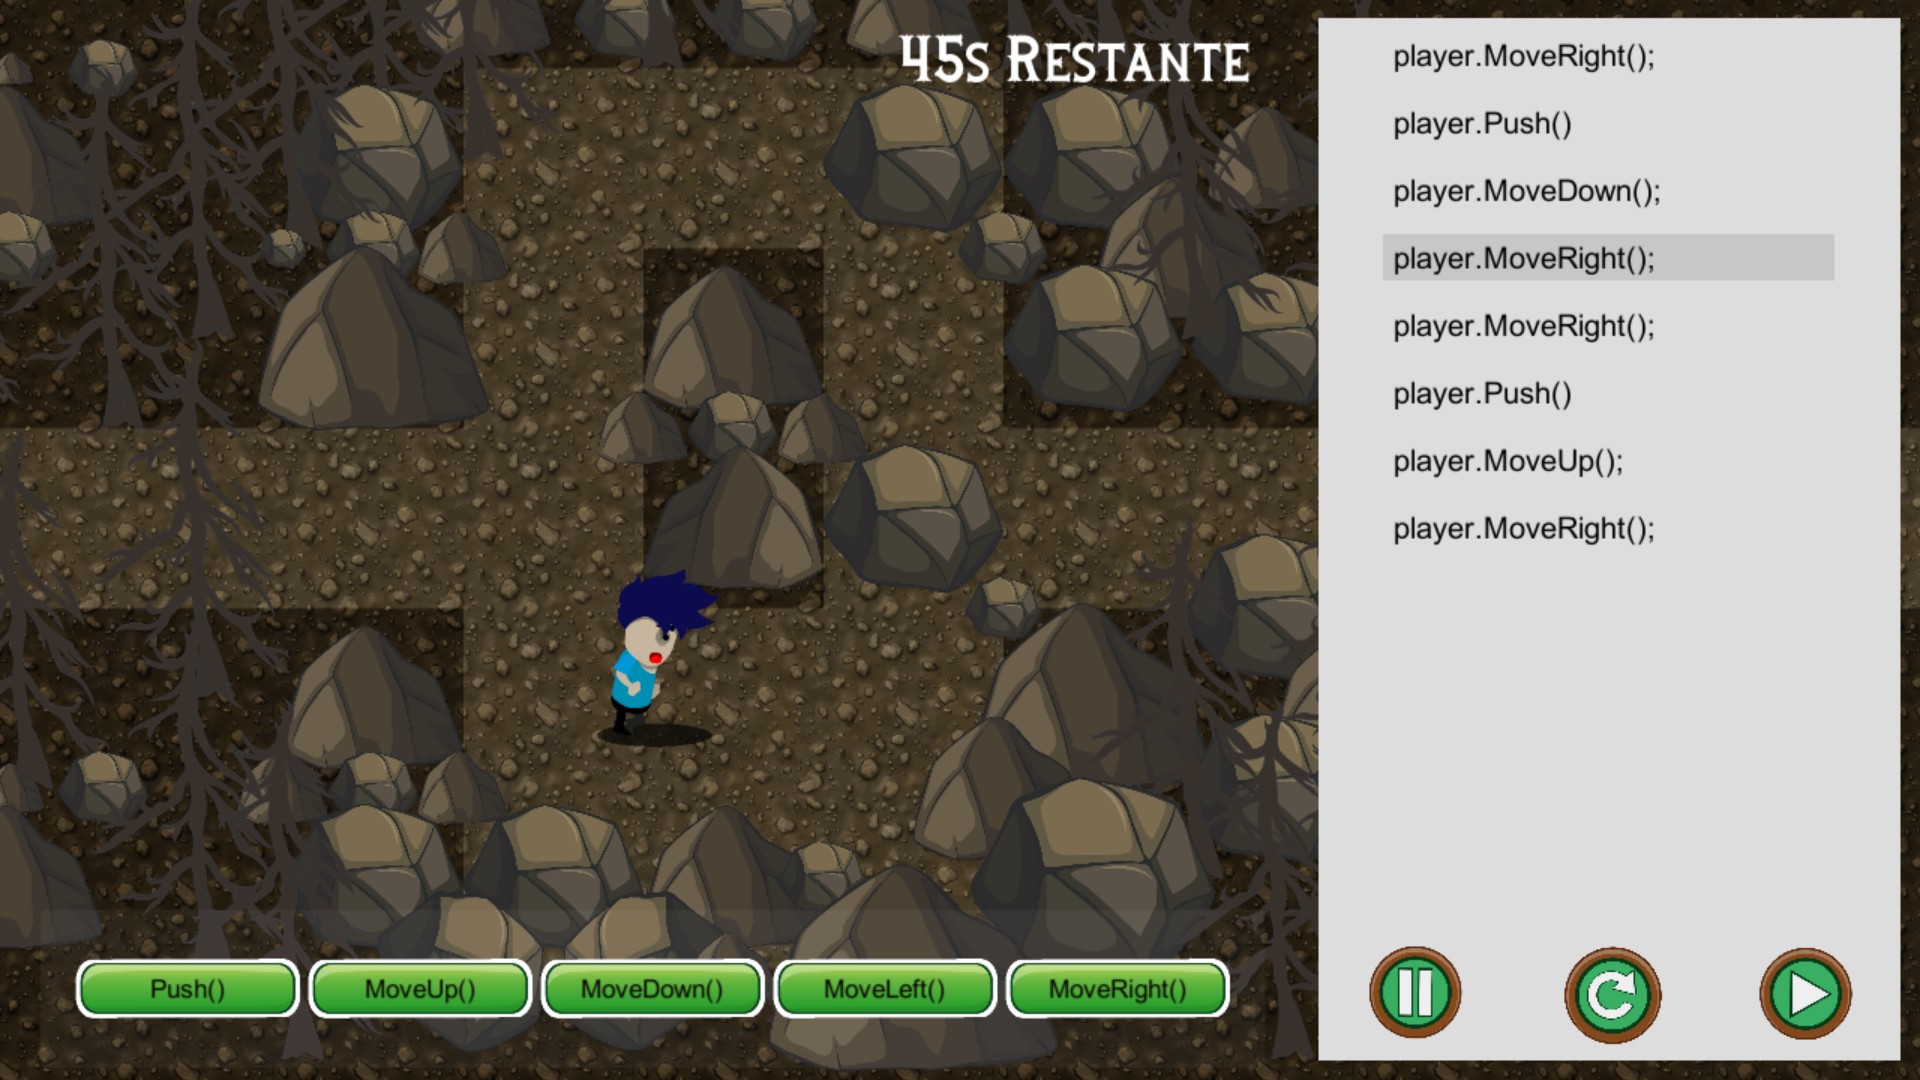 45s Restante
player.MoveRight();
player.Push()
player.MoveDown();
player.MoveRight();
player.MoveRight();
player.Push()
player.MoveUp();
player.MoveRight();
Push()
MoveUp()
MoveDown()
MoveLeft()
MoveRight()